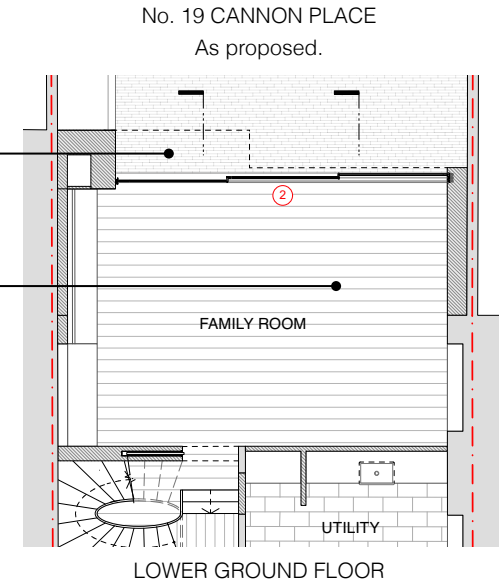 No. 19 CANNON PLACE
As proposed.
2
FAMILY ROOM
UTILITY
LOWER GROUND FLOOR